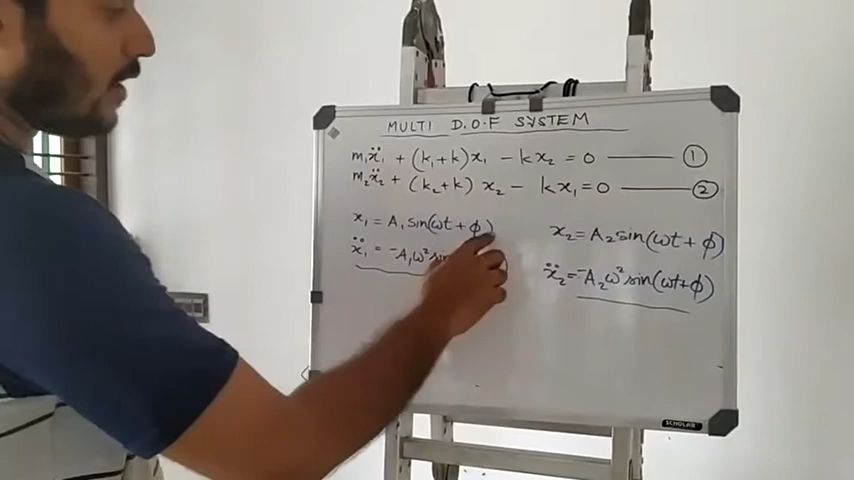 MULTI D.O.F SYSTEM
m₁ẍ₁ + (k₁+k)x₁ - kx₂ = 0 ——— ①
m₂ẍ₂ + (k₂+k) x₂ - kx₁ = 0 ——— ②
x₁ = A₁ sin(ωt + φ)
x₂ = A₂ sin(ωt + φ)
ẍ₁ = -A₁ω² sin
ẍ₂ = -A₂ω² sin(ωt + φ)
SCHOLAR